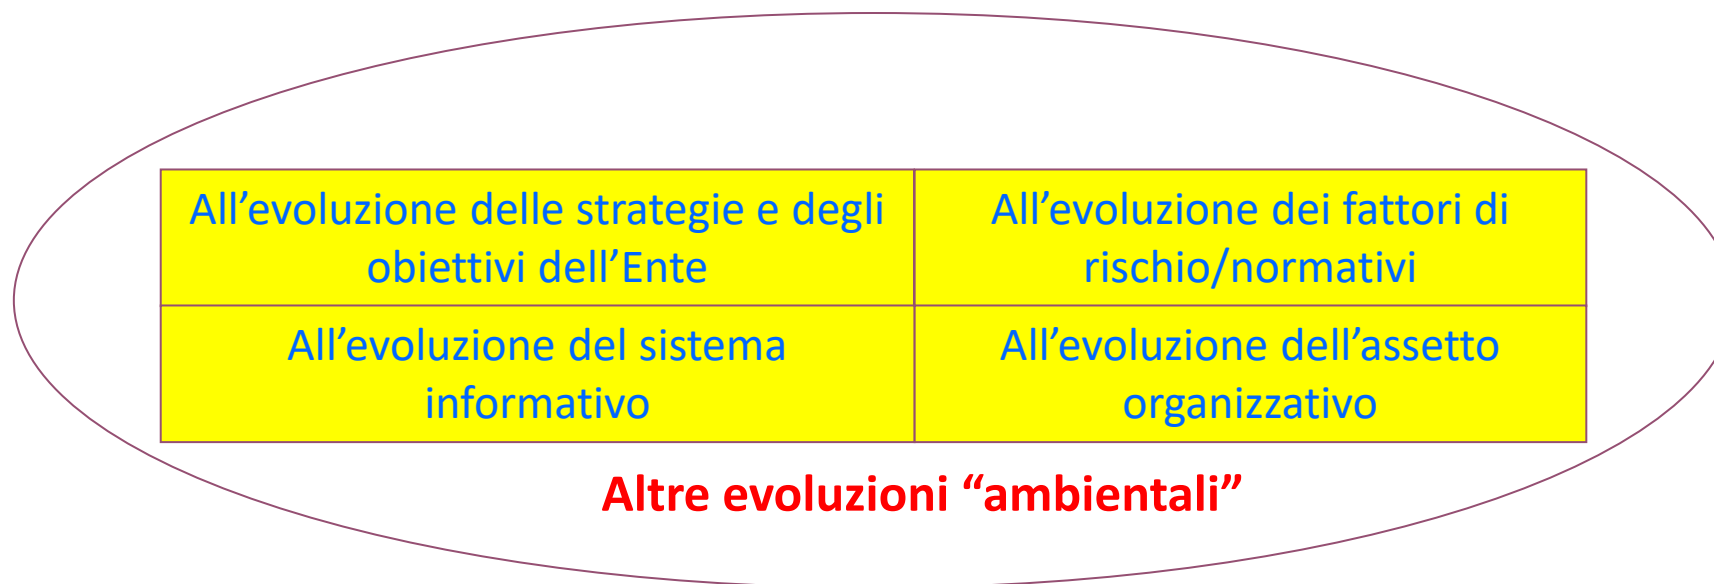 All’evoluzione delle strategie e degli
obiettivi dell’Ente
All’evoluzione dei fattori di
rischio/normativi
All’evoluzione del sistema
informativo
All’evoluzione dell’assetto
organizzativo
Altre evoluzioni “ambientali”